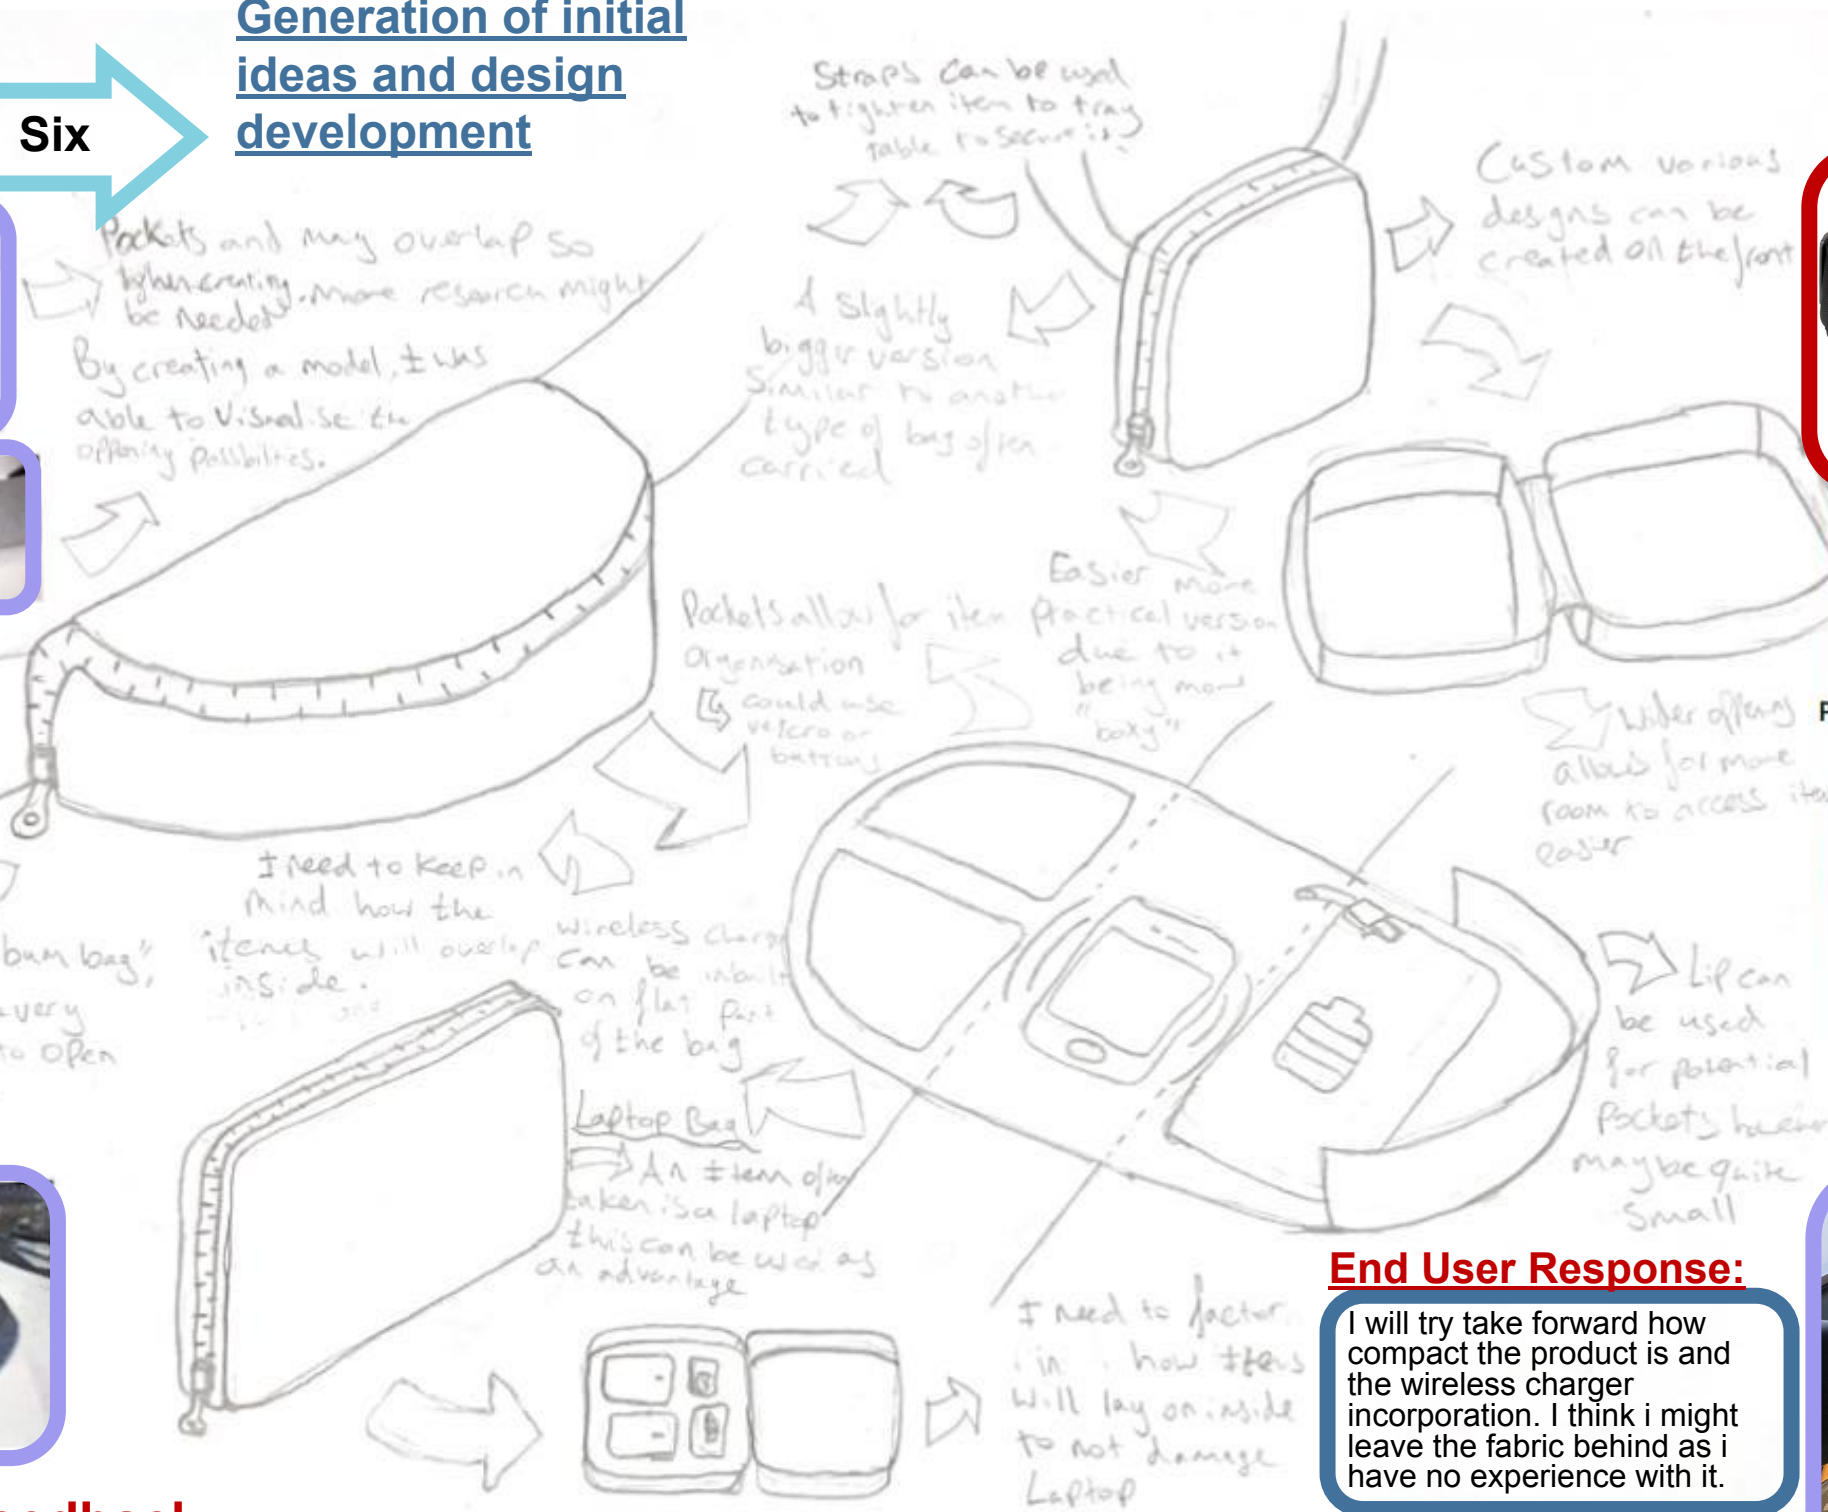 Generation of initial
ideas and design
development
Six
Pockets and may overlap so
when creating. More research might
be needed
By creating a model, I was
able to Visualise the
offening possbilties.
Straps can be used
to tighten item to tray
table to secure it.
Custom various
designs can be
created on the front
A slightly
bigger version
Similar to another
type of bag often
carried
Pockets allow for item
Organisation
could use
velcro or
buttons
Easier more
practical version
due to it
being more
"boxy"
Wider offening
allows for more
room to access
easier
I need to keep in
mind how the
items will overlap
inside.
bum bag",
very
to open
wireless
can be inbuilt
on flat part
of the bag
Lip can
be used
for potential
Pockets
may be quite
Small
Laptop Bag
An Item often
taken is a laptop
this can be used as
an advantage
I need to factor
in how
will lay on inside
to not damage
Laptop
End User Response:
I will try take forward how
compact the product is and
the wireless charger
incorporation. I think i might
leave the fabric behind as i
have no experience with it.